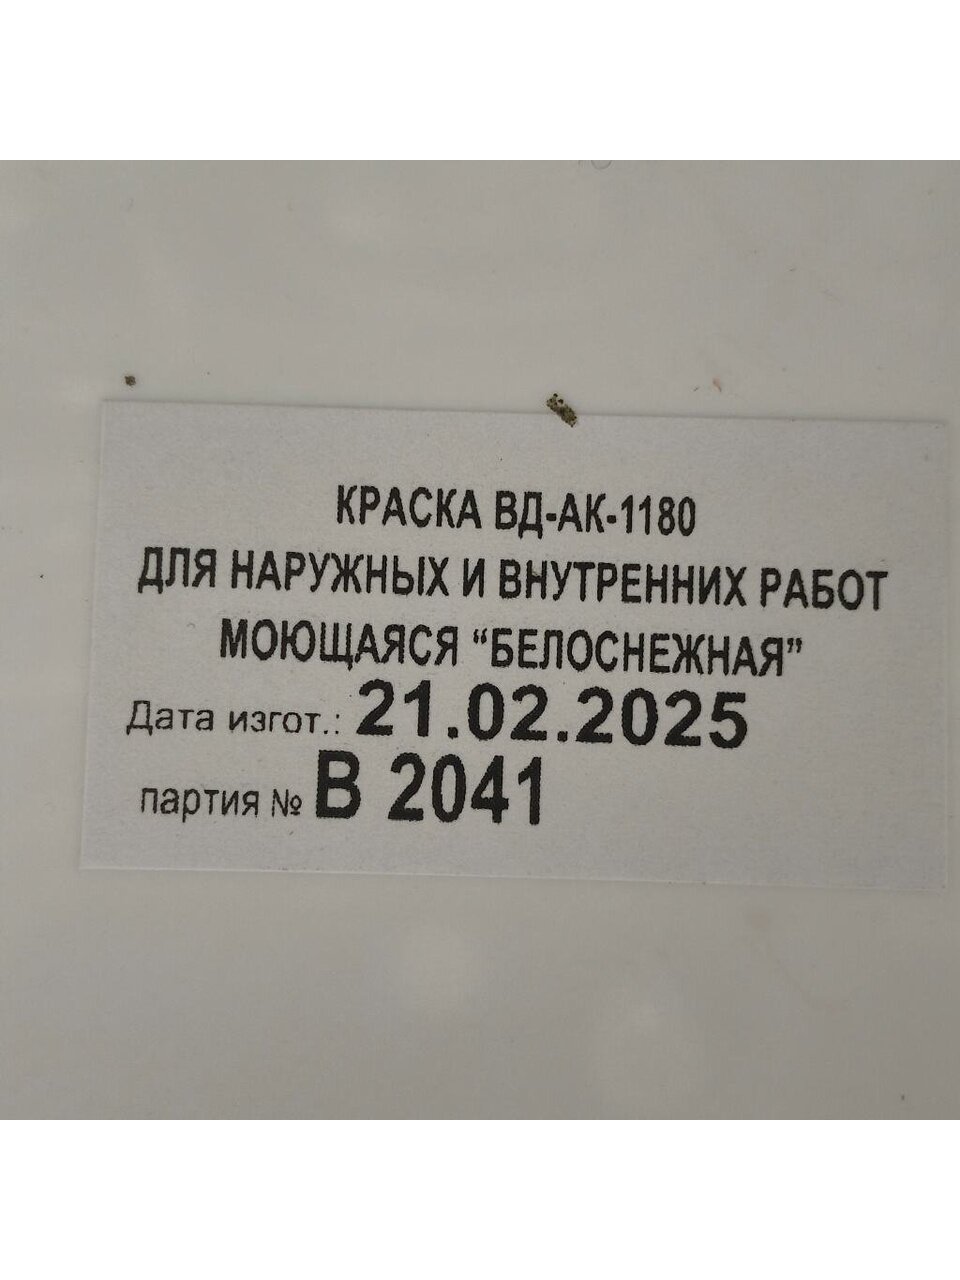 КРАСКА ВД-АК-1180
ДЛЯ НАРУЖНЫХ И ВНУТРЕННИХ РАБОТ
МОЮЩАЯСЯ “БЕЛОСНЕЖНАЯ”
Дата изгот.: 21.02.2025
партия № В 2041